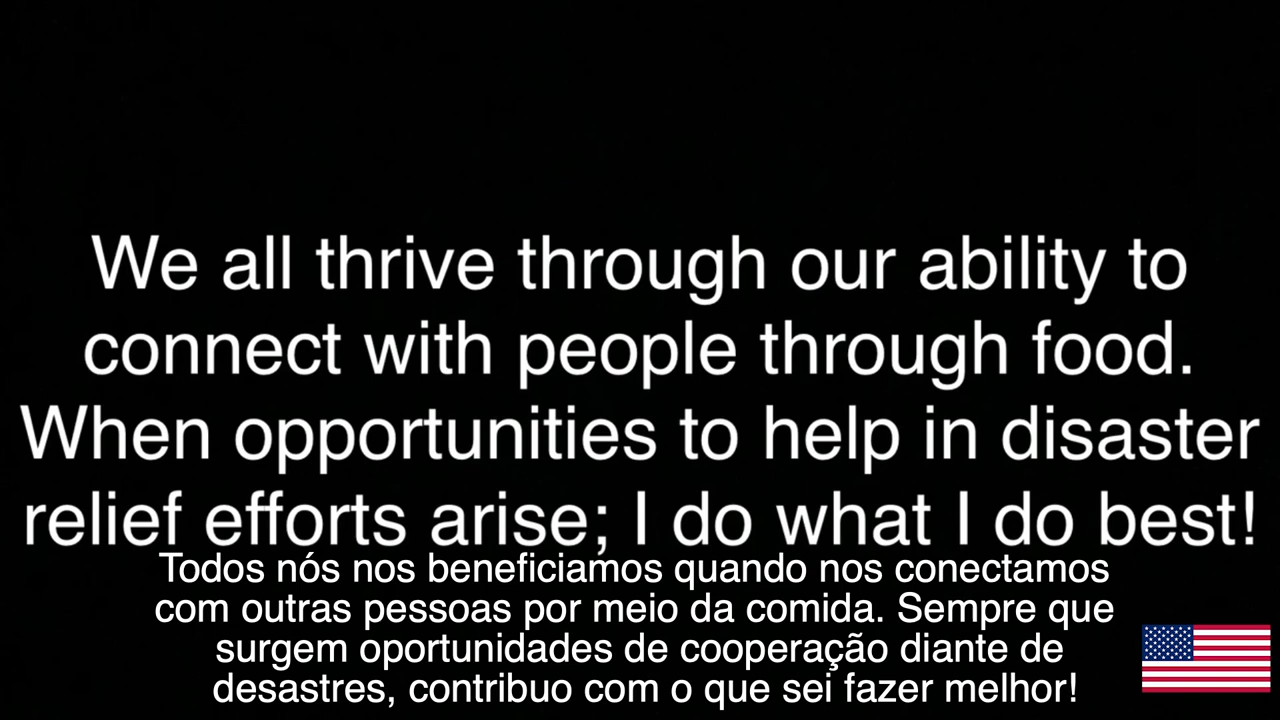 We all thrive through our ability to
connect with people through food.
When opportunities to help in disaster
relief efforts arise; I do what I do best!
Todos nós nos beneficiamos quando nos conectamos
com outras pessoas por meio da comida. Sempre que
surgem oportunidades de cooperação diante de
desastres, contribuo com o que sei fazer melhor!